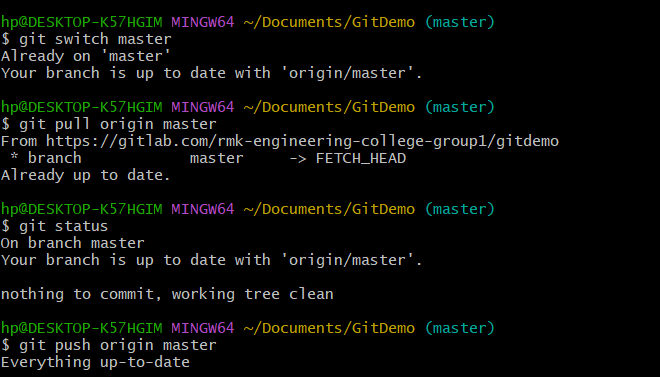 hp@DESKTOP-K57HGIM MINGW64 ~/Documents/GitDemo (master)
$ git switch master
Already on 'master'
Your branch is up to date with 'origin/master'.

hp@DESKTOP-K57HGIM MINGW64 ~/Documents/GitDemo (master)
$ git pull origin master
From https://gitlab.com/rmk-engineering-college-group1/gitdemo
 * branch            master     -> FETCH_HEAD
Already up to date.

hp@DESKTOP-K57HGIM MINGW64 ~/Documents/GitDemo (master)
$ git status
On branch master
Your branch is up to date with 'origin/master'.

nothing to commit, working tree clean

hp@DESKTOP-K57HGIM MINGW64 ~/Documents/GitDemo (master)
$ git push origin master
Everything up-to-date